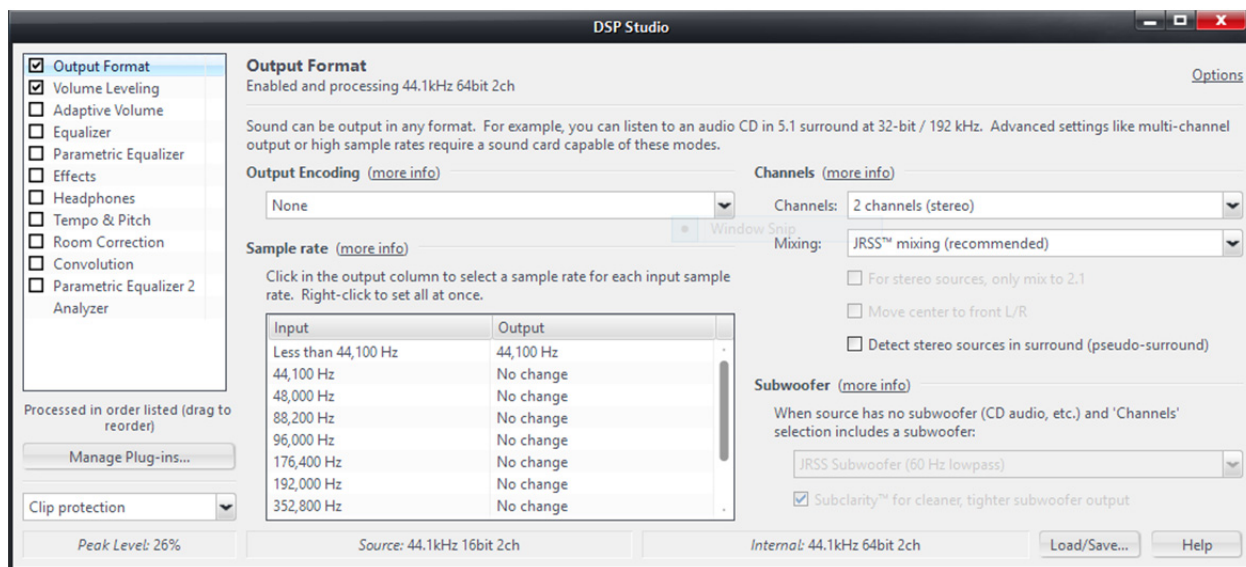 DSP Studio
Output Format
Volume Leveling
Adaptive Volume
Equalizer
Parametric Equalizer
Effects
Headphones
Tempo & Pitch
Room Correction
Convolution
Parametric Equalizer 2
Analyzer
Processed in order listed (drag to
reorder)
Manage Plug-ins...
Clip protection
Peak Level: 26%
Output Format
Enabled and processing 44.1kHz 64bit 2ch
Options
Sound can be output in any format. For example, you can listen to an audio CD in 5.1 surround at 32-bit / 192 kHz. Advanced settings like multi-channel
output or high sample rates require a sound card capable of these modes.
Output Encoding (more info)
None
Window Snip
Sample rate (more info)
Click in the output column to select a sample rate for each input sample
rate. Right-click to set all at once.
Input Output
Less than 44,100 Hz 44,100 Hz
44,100 Hz No change
48,000 Hz No change
88,200 Hz No change
96,000 Hz No change
176,400 Hz No change
192,000 Hz No change
352,800 Hz No change
Channels (more info)
Channels: 2 channels (stereo)
Mixing: JRSS™ mixing (recommended)
For stereo sources, only mix to 2.1
Move center to front L/R
Detect stereo sources in surround (pseudo-surround)
Subwoofer (more info)
When source has no subwoofer (CD audio, etc.) and 'Channels'
selection includes a subwoofer:
JRSS Subwoofer (60 Hz lowpass)
Subclarity™ for cleaner, tighter subwoofer output
Source: 44.1kHz 16bit 2ch
Internal: 44.1kHz 64bit 2ch
Load/Save...
Help